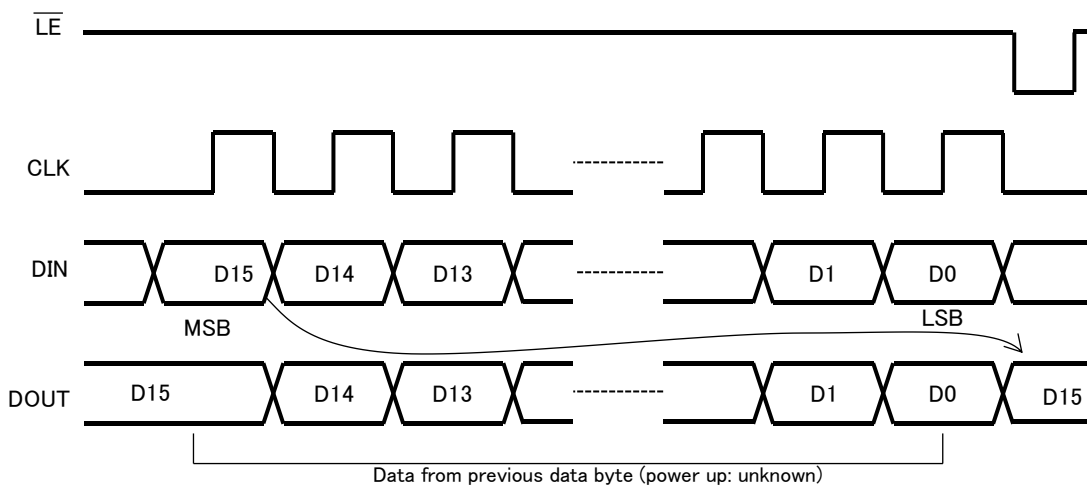 LE
CLK
DIN D15 D14 D13 D1 D0
MSB LSB
DOUT D15 D14 D13 D1 D0 D15
Data from previous data byte (power up: unknown)